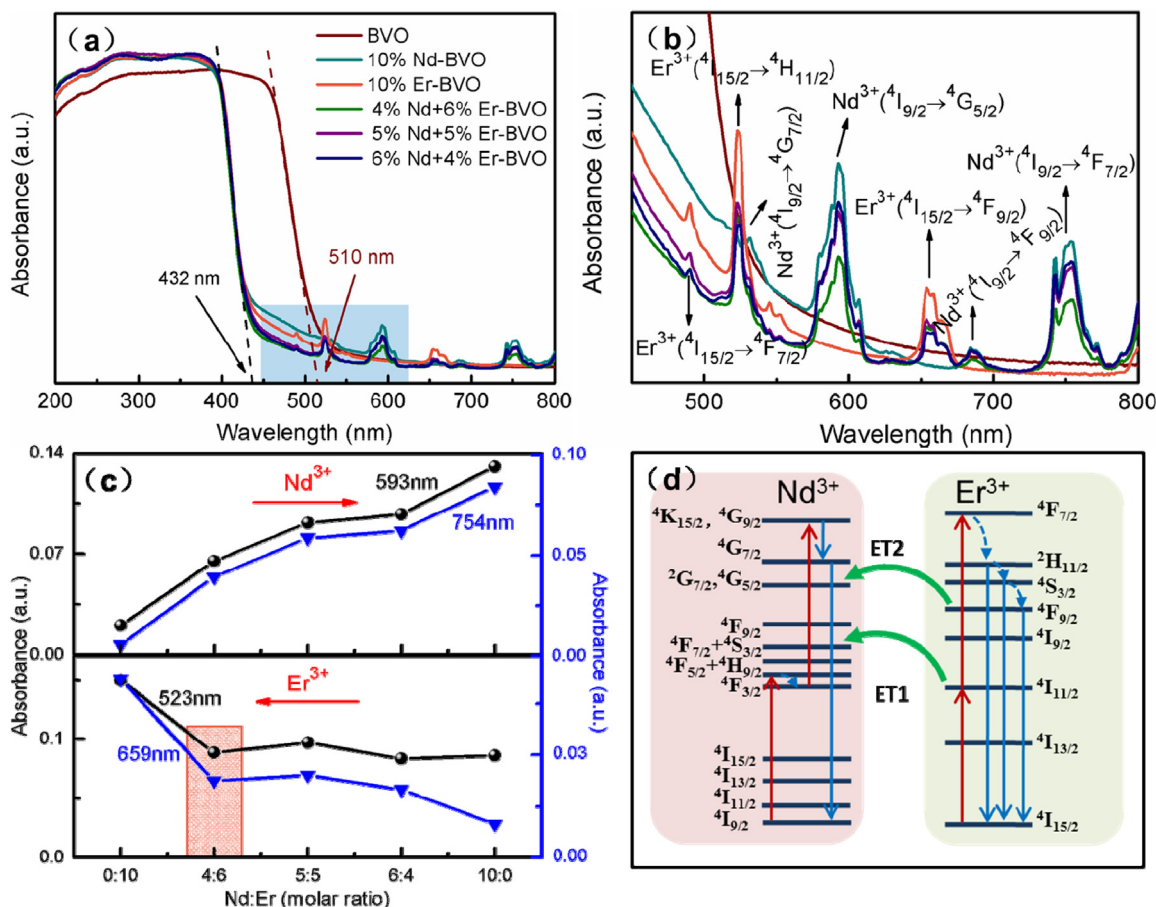 (a)
BVO
10% Nd-BVO
10% Er-BVO
4% Nd+6% Er-BVO
5% Nd+5% Er-BVO
6% Nd+4% Er-BVO
432 nm
510 nm
Absorbance (a.u.)
200 300 400 500 600 700 800
Wavelength (nm)
(b)
Er³⁺(⁴I₁₅/₂→⁴H₁₁/₂)
Nd³⁺(⁴I₉/₂→⁴G₇/₂)
Nd³⁺(⁴I₉/₂→⁴G₅/₂)
Nd³⁺(⁴I₉/₂→⁴F₇/₂)
Er³⁺(⁴I₁₅/₂→⁴F₉/₂)
Nd³⁺(⁴I₉/₂→⁴F₉/₂)
Er³⁺(⁴I₁₅/₂→⁴F₇/₂)
Absorbance (a.u.)
500 600 700 800
Wavelength (nm)
(c)
Nd³⁺
593nm
754nm
0.14
0.07
0.00
0.10
0.05
0.00
Er³⁺
523nm
659nm
0.1
0.0
0.03
0.00
Absorbance (a.u.)
Absorbance (a.u.)
0:10 4:6 5:5 6:4 10:0
Nd:Er (molar ratio)
(d)
Nd³⁺
⁴K₁₅/₂, ⁴G₉/₂
⁴G₇/₂
²G₇/₂,⁴G₅/₂
⁴F₉/₂
⁴F₇/₂+⁴S₃/₂
⁴F₅/₂+⁴H₉/₂
⁴F₃/₂
⁴I₁₅/₂
⁴I₁₃/₂
⁴I₁₁/₂
⁴I₉/₂
ET2
ET1
Er³⁺
⁴F₇/₂
²H₁₁/₂
⁴S₃/₂
⁴F₉/₂
⁴I₉/₂
⁴I₁₁/₂
⁴I₁₃/₂
⁴I₁₅/₂